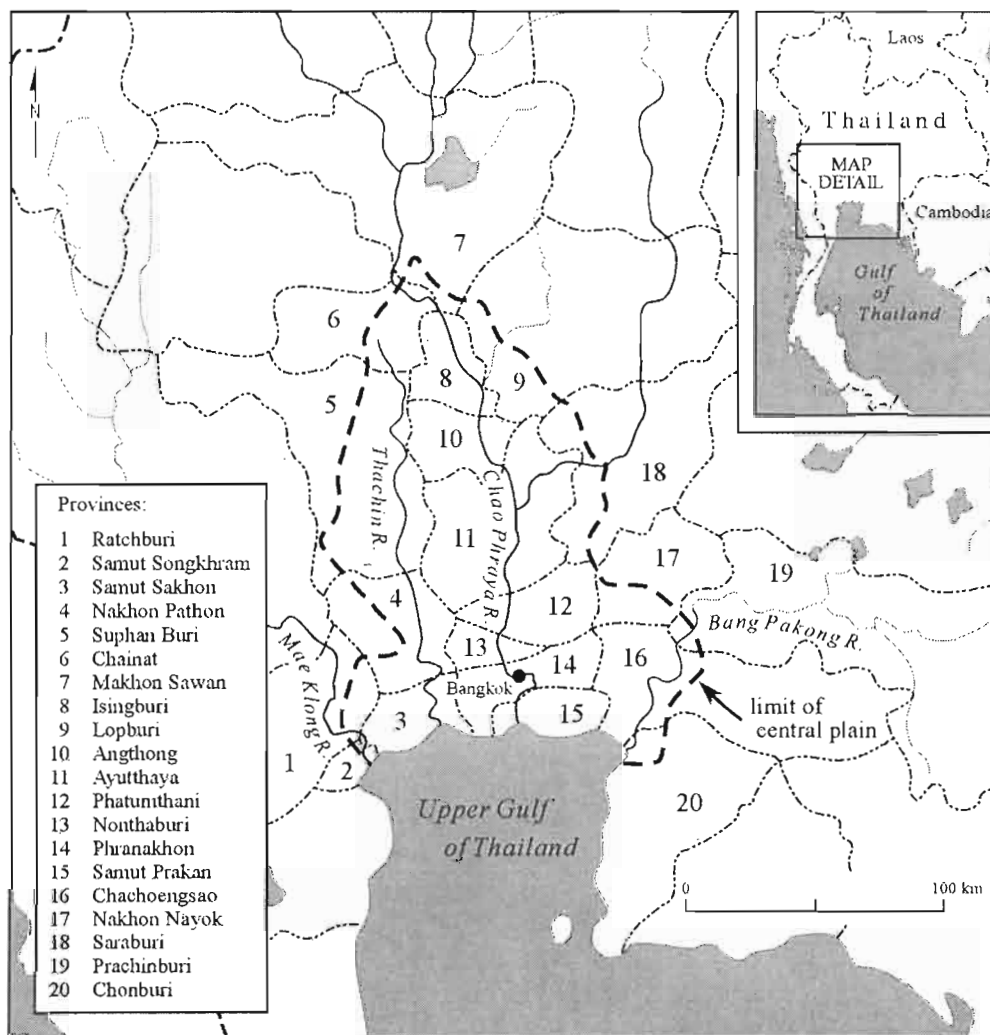 N
Laos
Thailand
MAP
DETAIL
Cambodia
Gulf
of
Thailand
7
6
5
8
9
10
18
Thachin R.
Chao Phraya R.
11
17
19
4
12
Bang Pakong R.
13
14
16
Mae Klong R.
Bangkok
15
3
limit of
central plain
1
2
20
Upper Gulf
of Thailand
0
100 km
Provinces:
1 Ratchburi
2 Samut Songkhram
3 Samut Sakhon
4 Nakhon Pathon
5 Suphan Buri
6 Chainat
7 Makhon Sawan
8 Isingburi
9 Lopburi
10 Angthong
11 Ayutthaya
12 Phatumthani
13 Nonthaburi
14 Phranakhon
15 Samut Prakan
16 Chachoengsao
17 Nakhon Nayok
18 Saraburi
19 Prachinburi
20 Chonburi